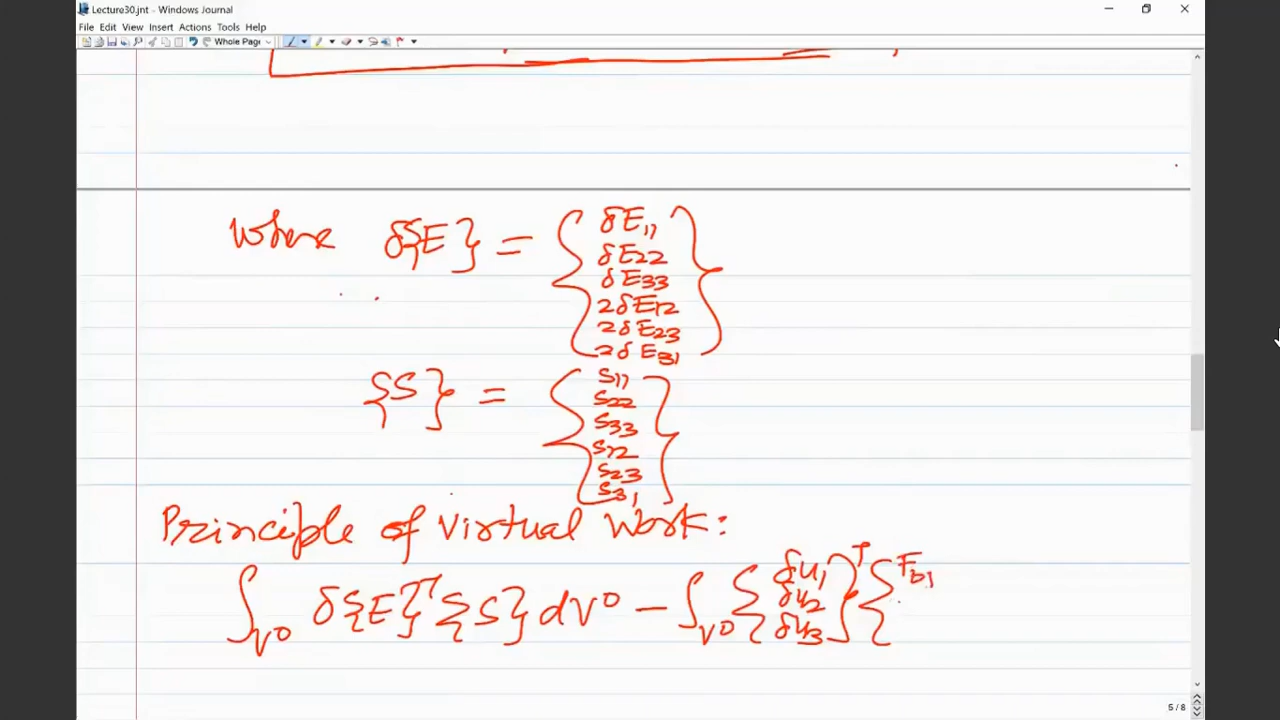 Lecture30.jnt - Windows Journal
File Edit View Insert Actions Tools Help
Whole Page
where δ{E} = {δE11
δE22
δE33
2δE12
2δE23
2δE31}
{S} = {S11
S22
S33
S12
S23
S31}
Principle of Virtual Work:
∫V0 δ{E}^T {S} dV0 - ∫V0 {δu1 δu2 δu3}^T {Fb1
5 / 8